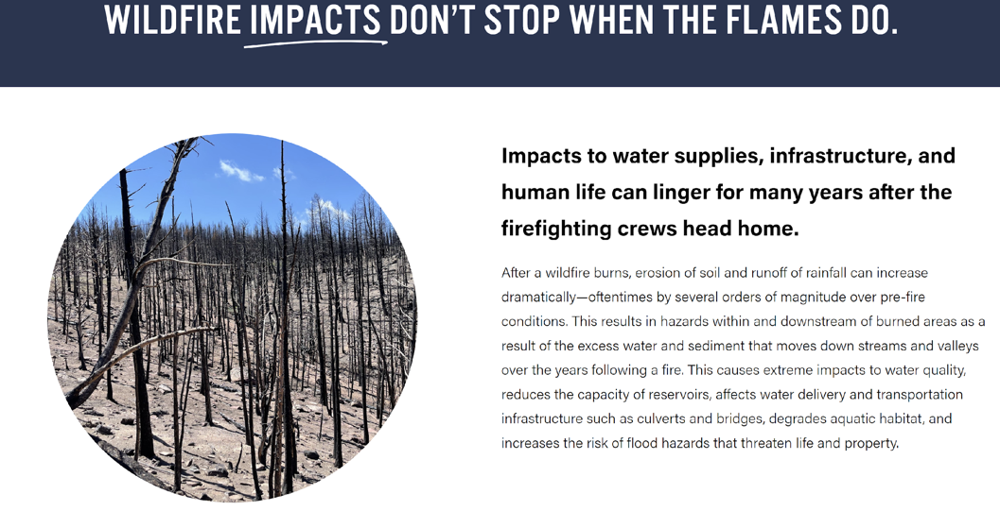 WILDFIRE IMPACTS DON'T STOP WHEN THE FLAMES DO.
Impacts to water supplies, infrastructure, and
human life can linger for many years after the
firefighting crews head home.
After a wildfire burns, erosion of soil and runoff of rainfall can increase
dramatically—oftentimes by several orders of magnitude over pre-fire
conditions. This results in hazards within and downstream of burned areas as a
result of the excess water and sediment that moves down streams and valleys
over the years following a fire. This causes extreme impacts to water quality,
reduces the capacity of reservoirs, affects water delivery and transportation
infrastructure such as culverts and bridges, degrades aquatic habitat, and
increases the risk of flood hazards that threaten life and property.